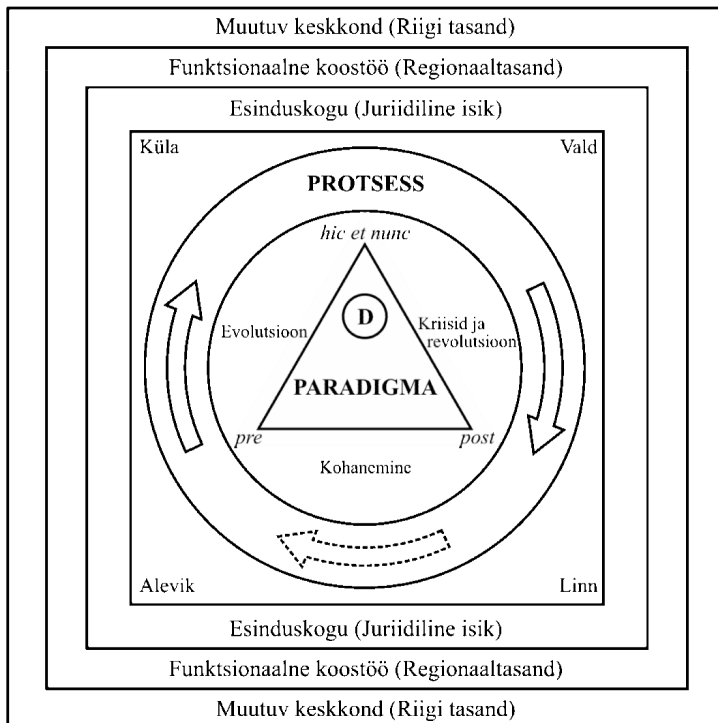 Muutuv keskkond (Riigi tasand)
Funktsionaalne koostöö (Regionaaltasand)
Esinduskogu (Juriidiline isik)
Küla
Vald
PROTSESS
hic et nunc
D
Evolutsioon
Kriisid ja
revolutsioon
PARADIGMA
pre
post
Kohanemine
Alevik
Linn
Esinduskogu (Juriidiline isik)
Funktsionaalne koostöö (Regionaaltasand)
Muutuv keskkond (Riigi tasand)